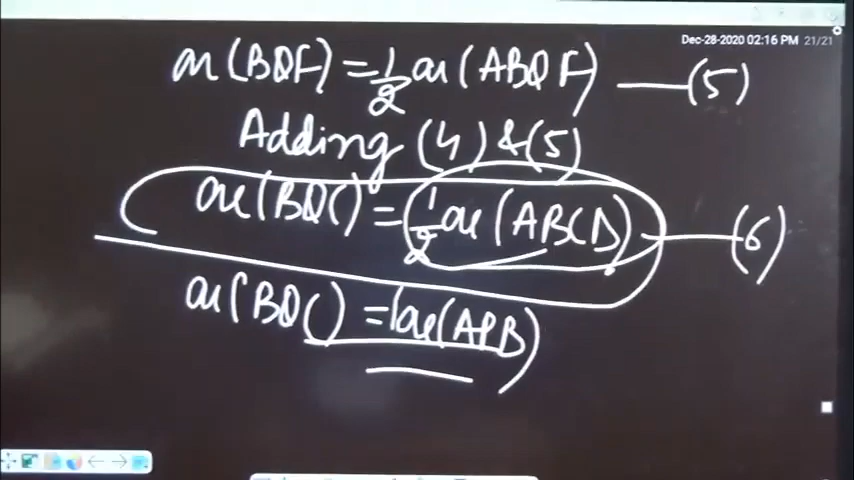 Dec-28-2020 02:16 PM 21/21
ar(BQF) = 1/2 ar(ABQF) —(5)
Adding (4) & (5)
ar(BQC) = 1/2 ar(ABCD) —(6)
ar(BQC) = ar(APB)